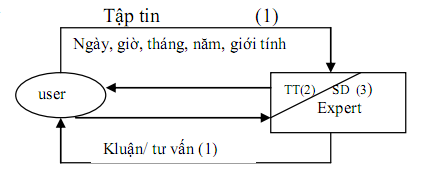 Tập tin (1)
Ngày, giờ, tháng, năm, giới tính
user
TT(2) SD (3)
Expert
Kluận/ tư vấn (1)